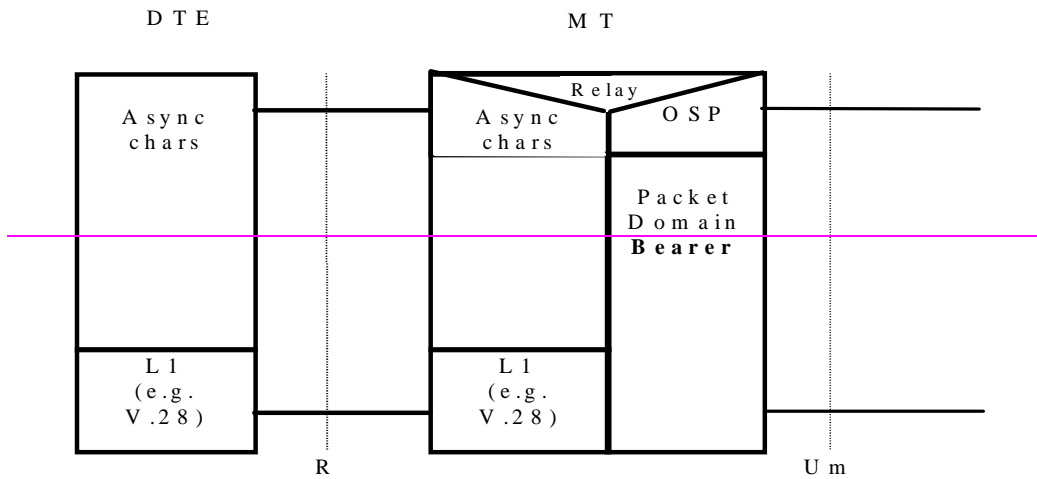 DTE
MT
Relay
Async
chars
Async
chars
OSP
Packet
Domain
Bearer
L1
(e.g.
V.28)
L1
(e.g.
V.28)
R
Um